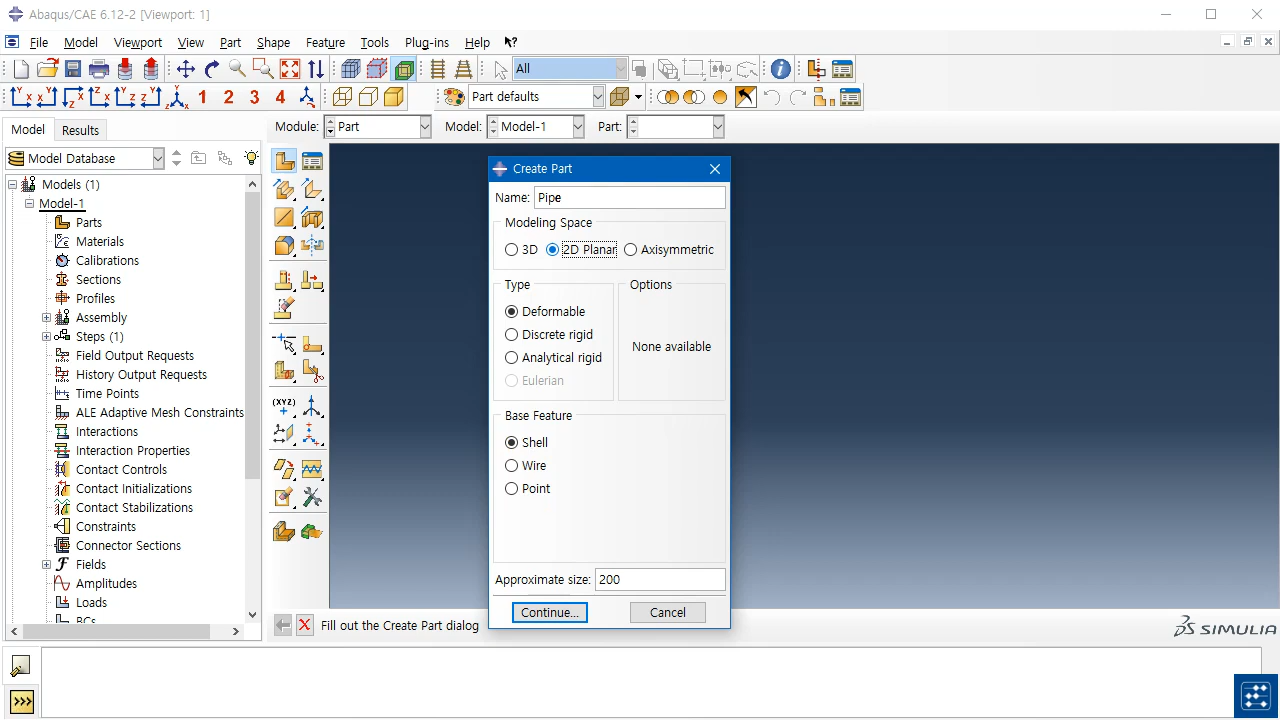 Abaqus/CAE 6.12-2 [Viewport: 1]
File Model Viewport View Part Shape Feature Tools Plug-ins Help
All
1 2 3 4 Part defaults
Model Results Module: Part Model: Model-1 Part:
Model Database
Models (1)
Model-1
Parts
Materials
Calibrations
Sections
Profiles
Assembly
Steps (1)
Field Output Requests
History Output Requests
Time Points
ALE Adaptive Mesh Constraints
Interactions
Interaction Properties
Contact Controls
Contact Initializations
Contact Stabilizations
Constraints
Connector Sections
Fields
Amplitudes
Loads
BCs
(XYZ)
Create Part
Name: Pipe
Modeling Space
3D 2D Planar Axisymmetric
Type Options
Deformable
Discrete rigid
Analytical rigid
Eulerian
None available
Base Feature
Shell
Wire
Point
Approximate size: 200
Continue... Cancel
Fill out the Create Part dialog
SIMULIA
>>>